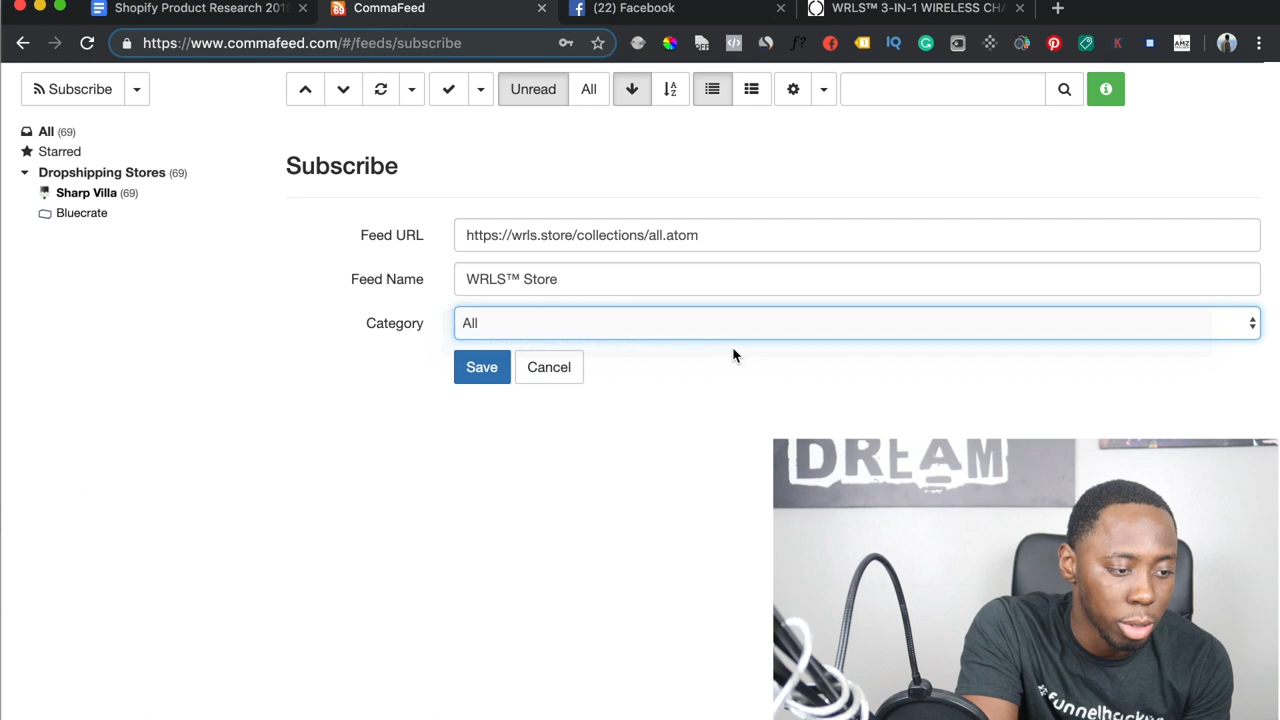 Shopify Product Research 201
CommaFeed
(22) Facebook
WRLS™ 3-IN-1 WIRELESS CHA
https://www.commafeed.com/#/feeds/subscribe
Subscribe
Unread
All
All (69)
Starred
Dropshipping Stores (69)
Sharp Villa (69)
Bluecrate
Subscribe
Feed URL
https://wrls.store/collections/all.atom
Feed Name
WRLS™ Store
Category
All
Save
Cancel
DREAM
#funnelhack